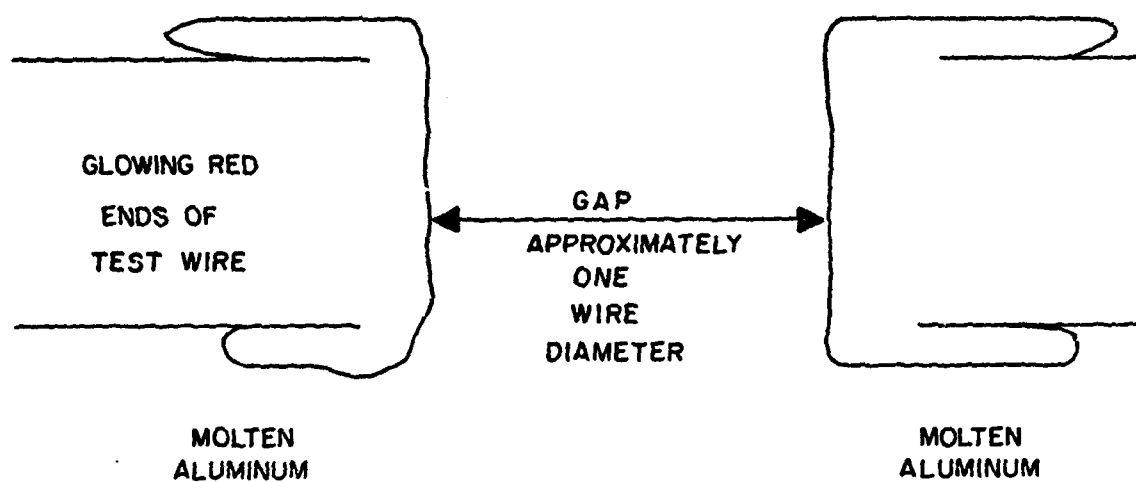 GLOWING RED
ENDS OF
TEST WIRE
GAP
APPROXIMATELY
ONE
WIRE
DIAMETER
MOLTEN
ALUMINUM
MOLTEN
ALUMINUM